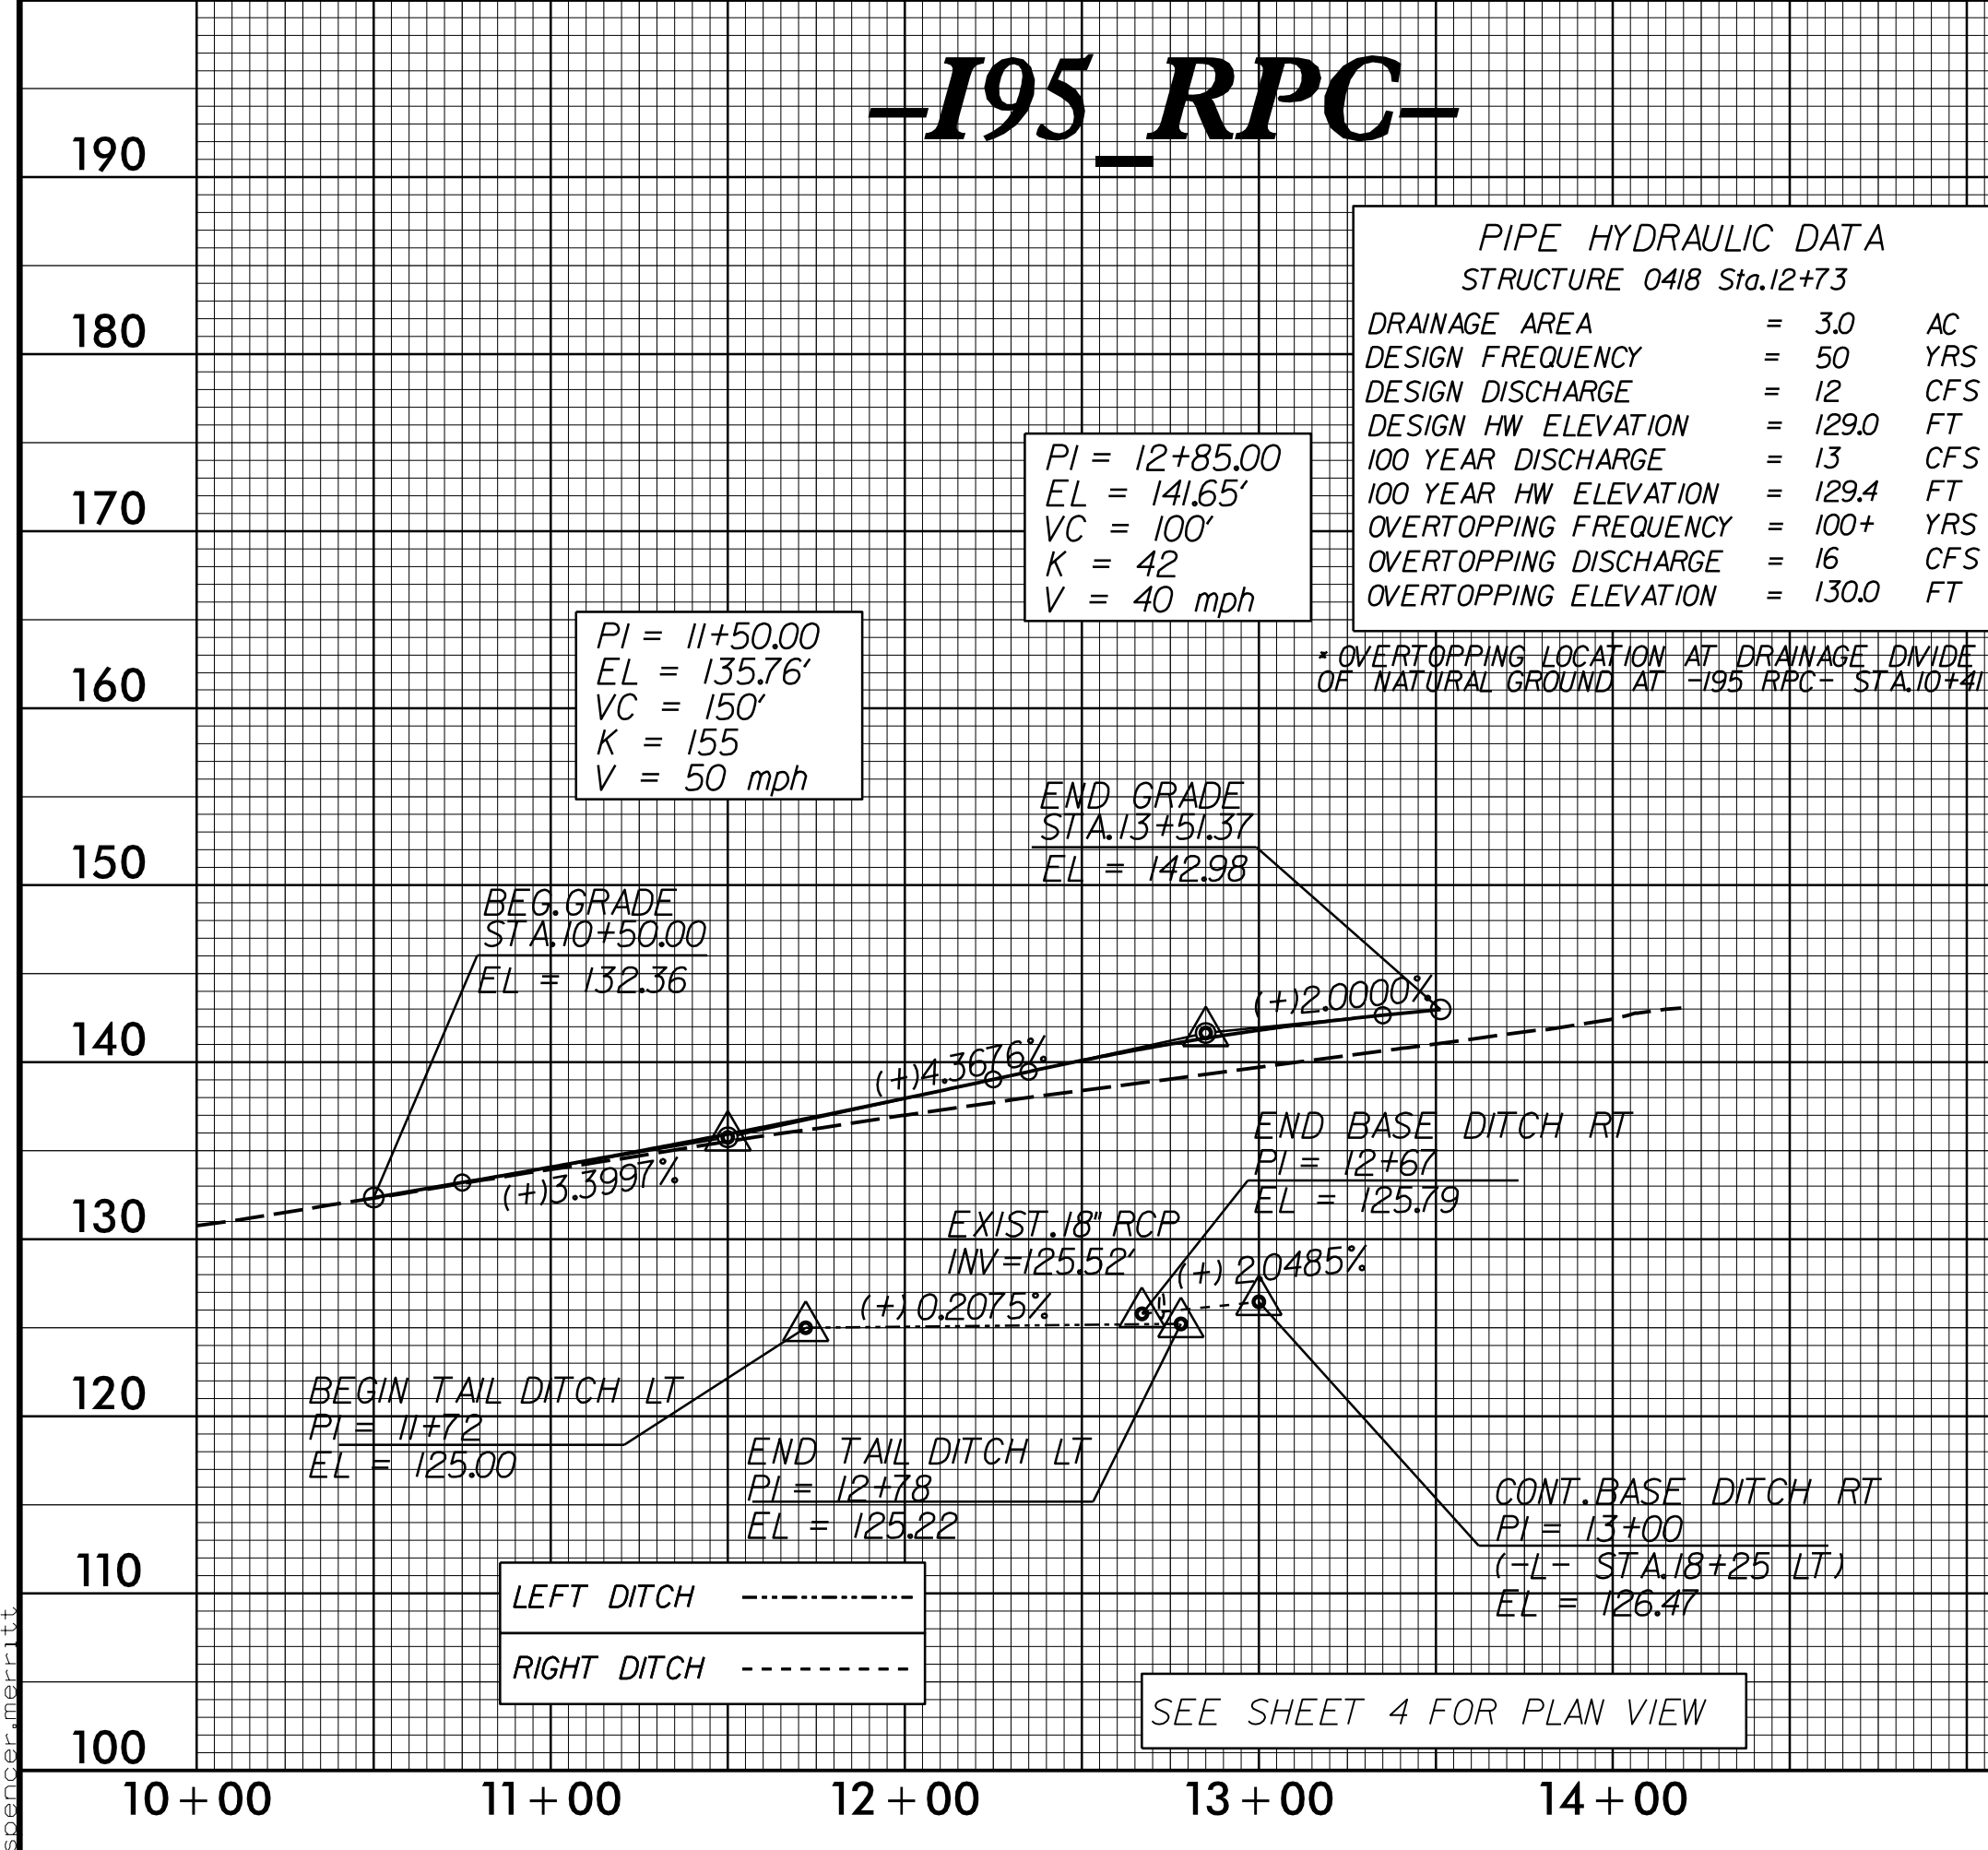 -I95_RPC-
190
180
170
160
150
140
130
120
110
100
PIPE HYDRAULIC DATA
STRUCTURE 0418 Sta.12+73
DRAINAGE AREA = 3.0 AC
DESIGN FREQUENCY = 50 YRS
DESIGN DISCHARGE = 12 CFS
DESIGN HW ELEVATION = 129.0 FT
100 YEAR DISCHARGE = 13 CFS
100 YEAR HW ELEVATION = 129.4 FT
OVERTOPPING FREQUENCY = 100+ YRS
OVERTOPPING DISCHARGE = 16 CFS
OVERTOPPING ELEVATION = 130.0 FT
* OVERTOPPING LOCATION AT DRAINAGE DIVIDE
OF NATURAL GROUND AT -I95 RPC- STA.10+41
PI = 12+85.00
EL = 141.65'
VC = 100'
K = 42
V = 40 mph
PI = 11+50.00
EL = 135.76'
VC = 150'
K = 155
V = 50 mph
END GRADE
STA.13+51.37
EL = 142.98
BEG.GRADE
STA.10+50.00
EL = 132.36
(+)2.0000%
(+)4.3676%
(+)3.3997%
END BASE DITCH RT
PI = 12+67
EL = 125.79
EXIST.18" RCP
INV=125.52'
(+) 2.0485%
(+) 0.2075%
BEGIN TAIL DITCH LT
PI = 11+72
EL = 125.00
END TAIL DITCH LT
PI = 12+78
EL = 125.22
CONT.BASE DITCH RT
PI = 13+00
(-L- STA.18+25 LT)
EL = 126.47
LEFT DITCH
RIGHT DITCH
SEE SHEET 4 FOR PLAN VIEW
10+00
11+00
12+00
13+00
14+00
spencer.merritt